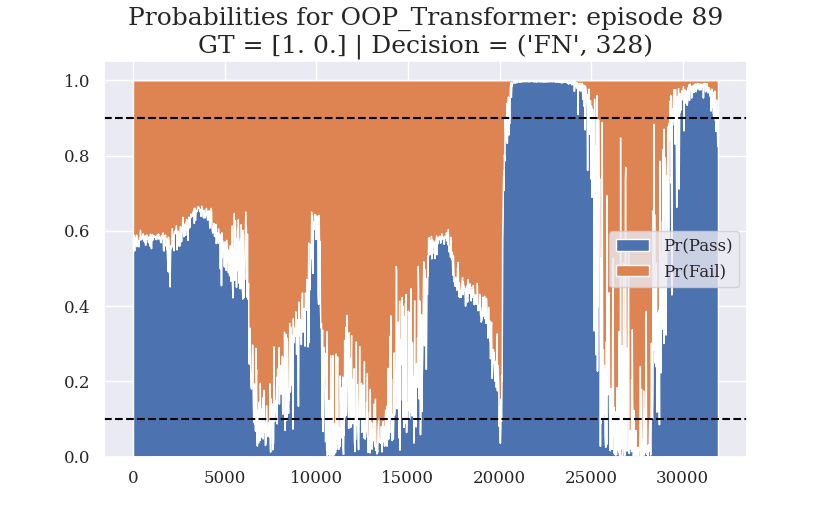 Probabilities for OOP_Transformer: episode 89
GT = [1. 0.] | Decision = ('FN', 328)
1.0
0.8
0.6
0.4
0.2
0.0
Pr(Pass)
Pr(Fail)
0 5000 10000 15000 20000 25000 30000